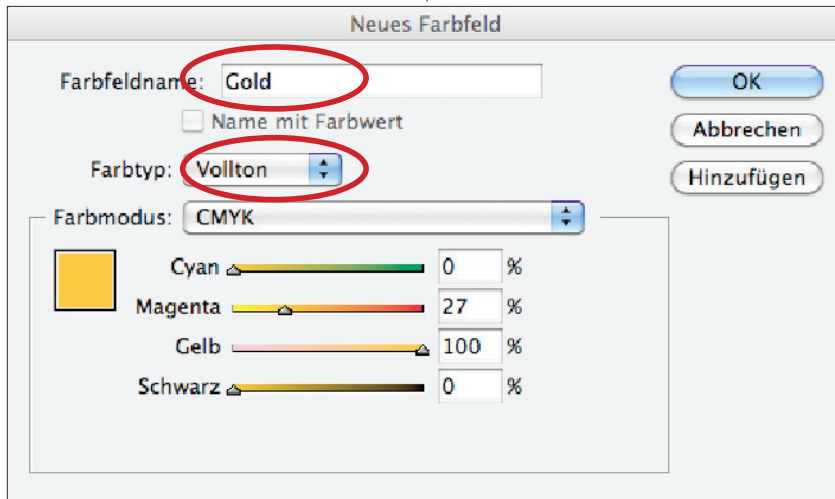 Neues Farbfeld
Farbfeldname: Gold
OK
Name mit Farbwert
Abbrechen
Farbtyp: Vollton
Hinzufügen
Farbmodus: CMYK
Cyan 0 %
Magenta 27 %
Gelb 100 %
Schwarz 0 %